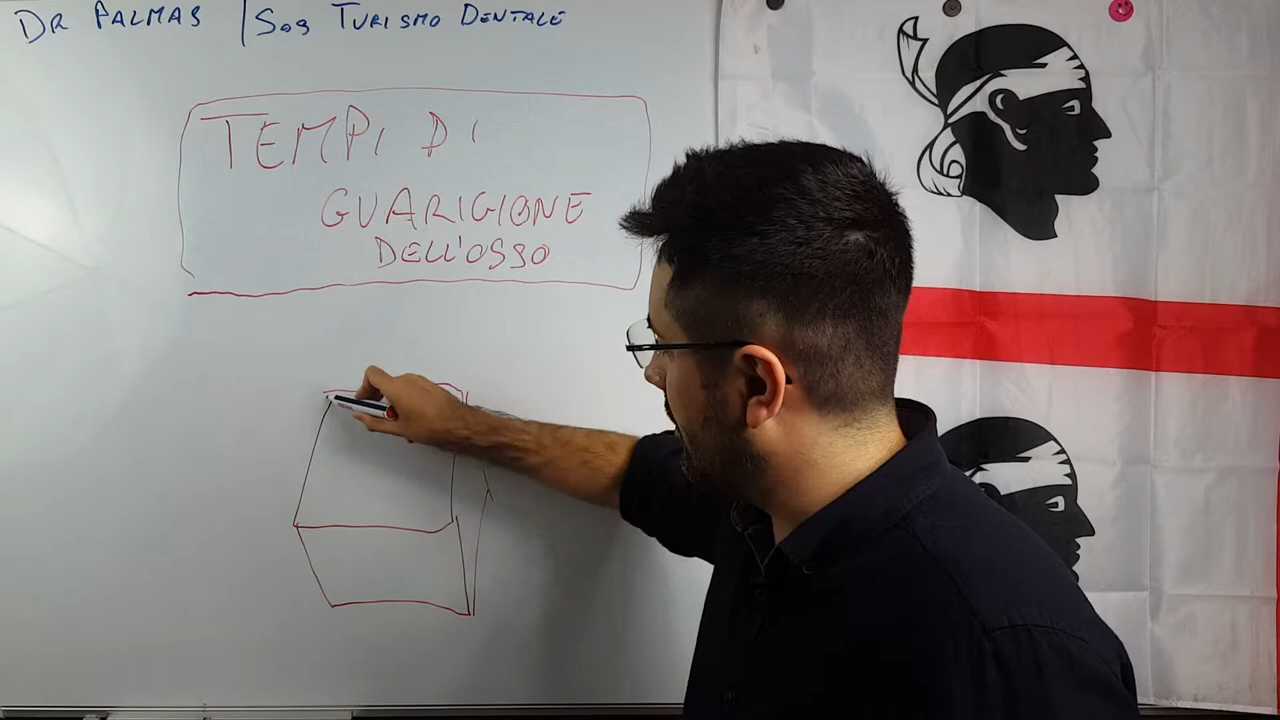 DR PALMAS | SOS TURISMO DENTALE
TEMPI DI
GUARIGIONE
DELL'OSSO